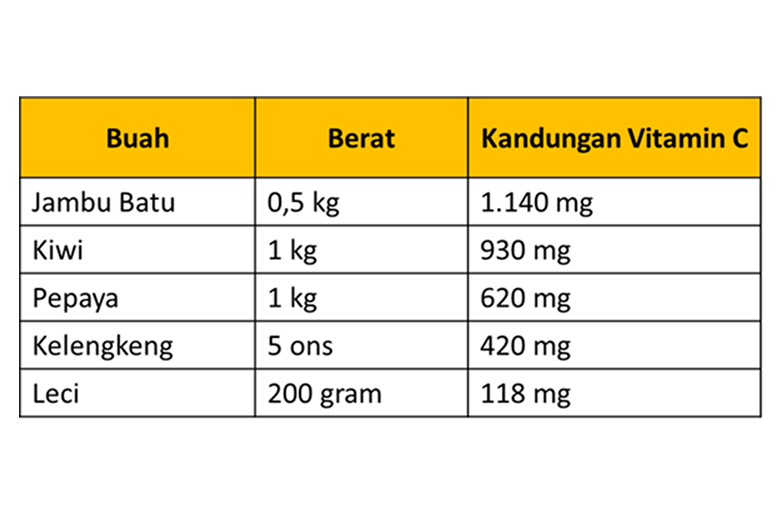 Buah Berat Kandungan Vitamin C
Jambu Batu 0,5 kg 1.140 mg
Kiwi 1 kg 930 mg
Pepaya 1 kg 620 mg
Kelengkeng 5 ons 420 mg
Leci 200 gram 118 mg